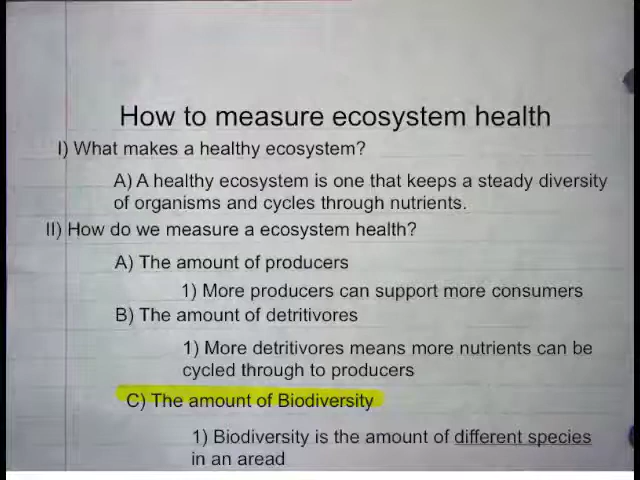 How to measure ecosystem health
I) What makes a healthy ecosystem?
A) A healthy ecosystem is one that keeps a steady diversity
of organisms and cycles through nutrients.
II) How do we measure a ecosystem health?
A) The amount of producers
1) More producers can support more consumers
B) The amount of detritivores
1) More detritivores means more nutrients can be
cycled through to producers
C) The amount of Biodiversity
1) Biodiversity is the amount of different species
in an aread